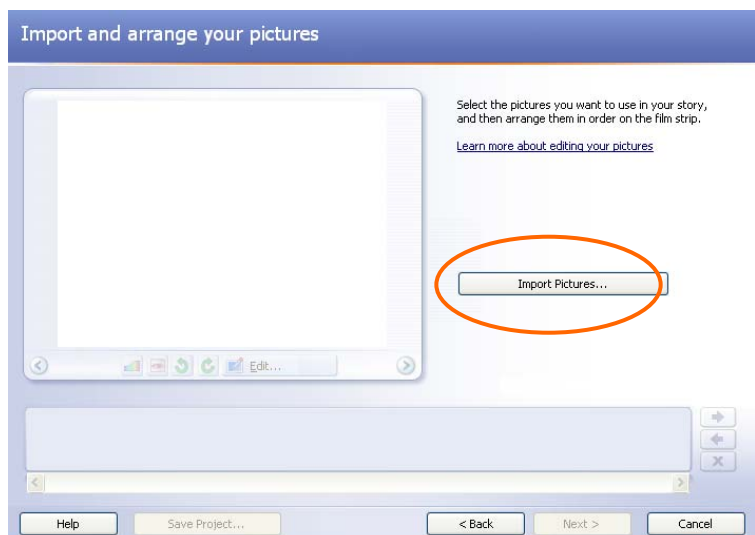 Import and arrange your pictures
Select the pictures you want to use in your story,
and then arrange them in order on the film strip.
Learn more about editing your pictures
Import Pictures...
Edit...
Help
Save Project...
< Back
Next >
Cancel